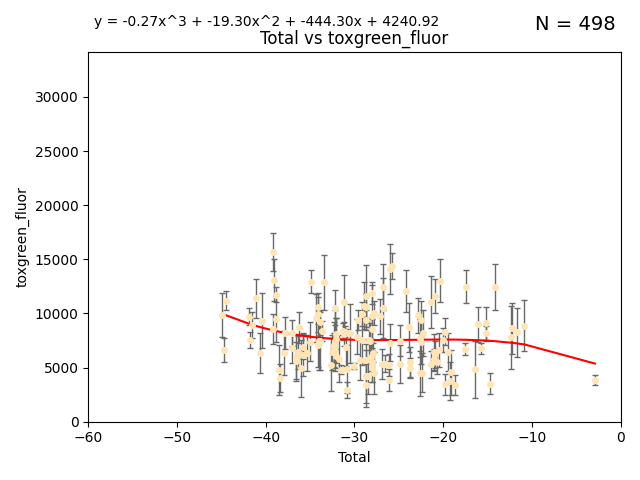 y = -0.27x^3 + -19.30x^2 + -444.30x + 4240.92
N = 498
Total vs toxgreen_fluor
30000
25000
20000
15000
10000
5000
0
toxgreen_fluor
−60
−50
−40
−30
−20
−10
0
Total